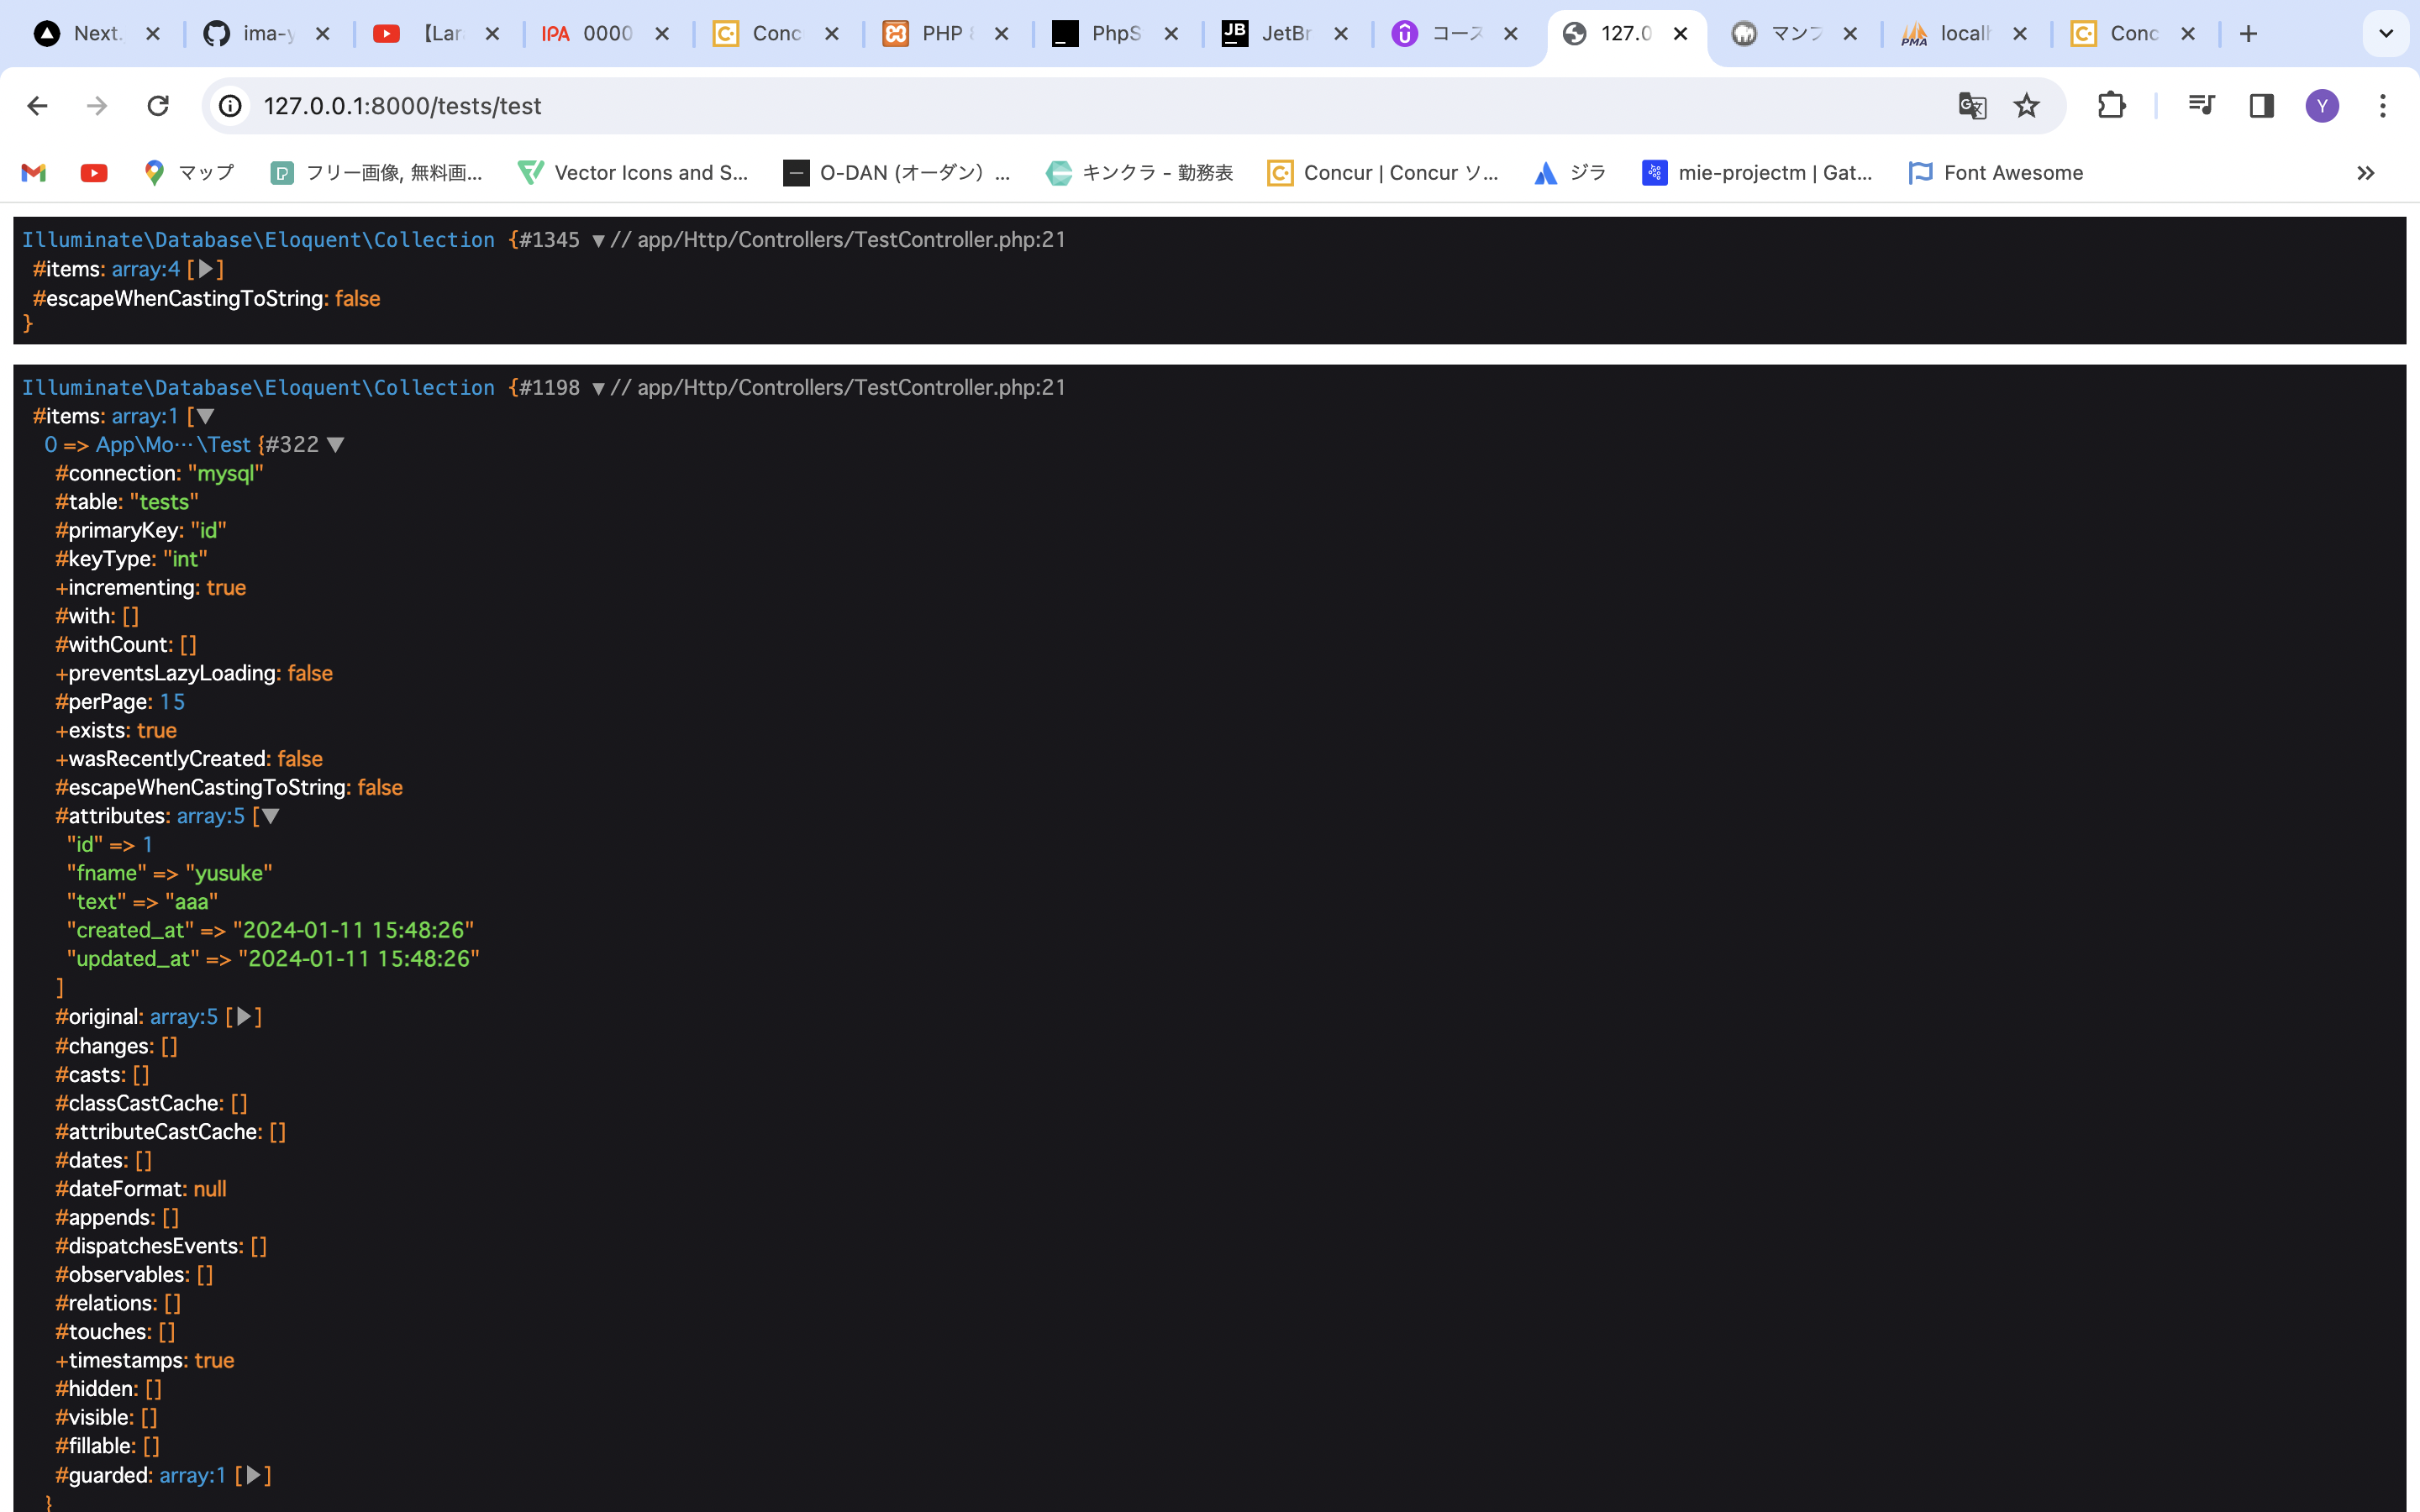 Next. ima-y 【Lar IPA 0000 Conc PHP 8 PhpS JB JetBr コース 127.0 マンフ PMA localh Conc
127.0.0.1:8000/tests/test Y
マップ フリー画像, 無料画... Vector Icons and S... O-DAN (オーダン) ... キンクラ - 勤務表 Concur | Concur ソ... ジラ mie-projectm | Gat... Font Awesome
Illuminate\Database\Eloquent\Collection {#1345 ▼ // app/Http/Controllers/TestController.php:21
#items: array:4 [▶]
#escapeWhenCastingToString: false
}
Illuminate\Database\Eloquent\Collection {#1198 ▼ // app/Http/Controllers/TestController.php:21
#items: array:1 [▼
0 => App\Mo…\Test {#322 ▼
#connection: "mysql"
#table: "tests"
#primaryKey: "id"
#keyType: "int"
+incrementing: true
#with: []
#withCount: []
+preventsLazyLoading: false
#perPage: 15
+exists: true
+wasRecentlyCreated: false
#escapeWhenCastingToString: false
#attributes: array:5 [▼
"id" => 1
"fname" => "yusuke"
"text" => "aaa"
"created_at" => "2024-01-11 15:48:26"
"updated_at" => "2024-01-11 15:48:26"
]
#original: array:5 [▶]
#changes: []
#casts: []
#classCastCache: []
#attributeCastCache: []
#dates: []
#dateFormat: null
#appends: []
#dispatchesEvents: []
#observables: []
#relations: []
#touches: []
+timestamps: true
#hidden: []
#visible: []
#fillable: []
#guarded: array:1 [▶]
}